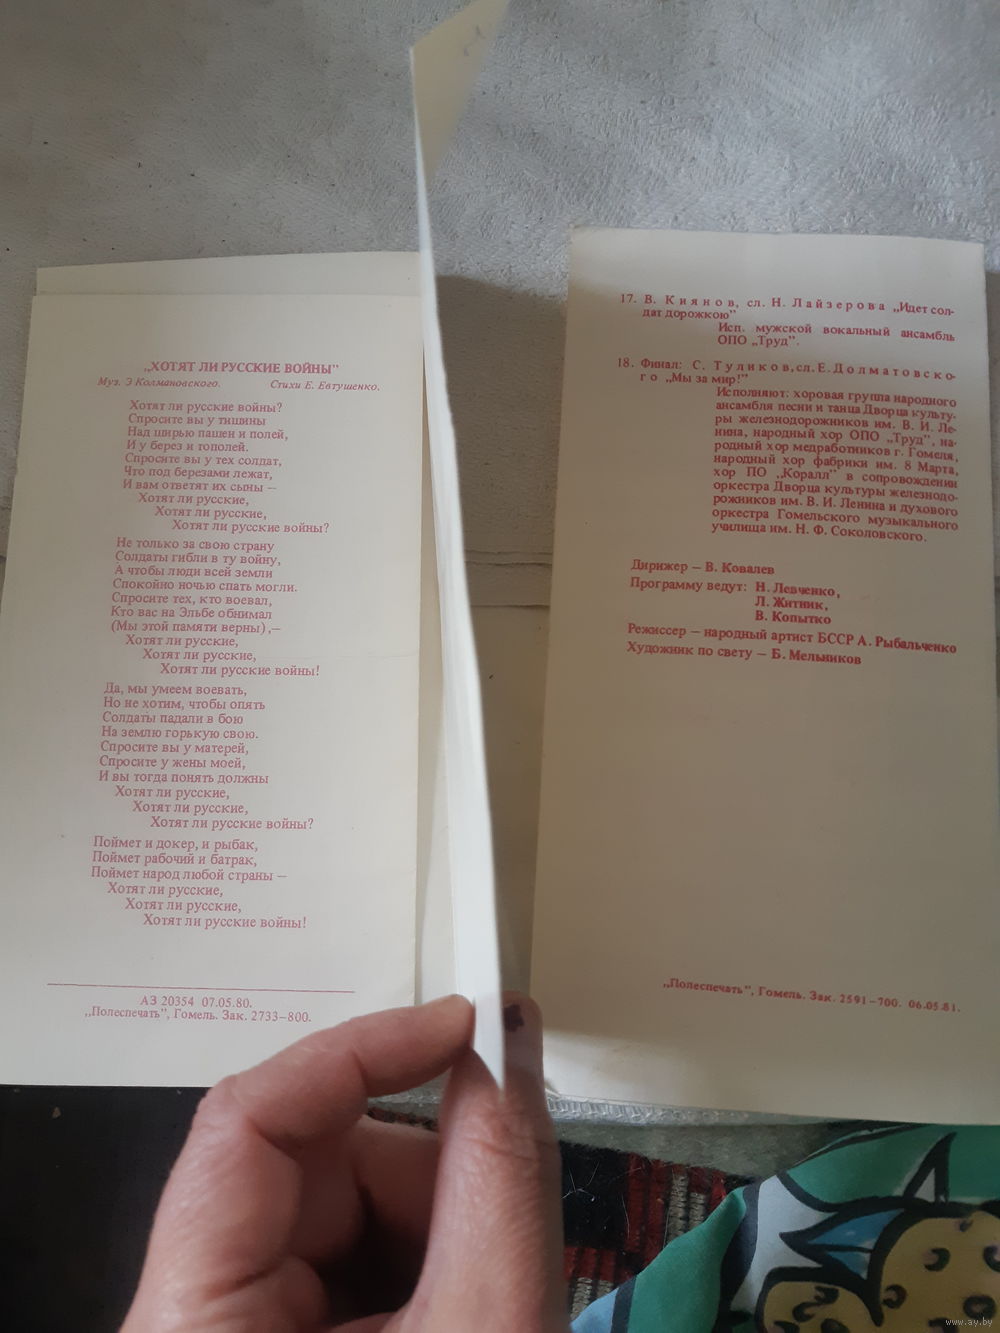 „ХОТЯТ ЛИ РУССКИЕ ВОЙНЫ"
Муз. Э Колмановского. Стихи Е. Евтушенко.
Хотят ли русские войны?
Спросите вы у тишины
Над ширью пашен и полей,
И у берез и тополей.
Спросите вы у тех солдат,
Что под березами лежат,
И вам ответят их сыны —
Хотят ли русские,
Хотят ли русские,
Хотят ли русские войны?
Не только за свою страну
Солдаты гибли в ту войну,
А чтобы люди всей земли
Спокойно ночью спать могли.
Спросите тех, кто воевал,
Кто вас на Эльбе обнимал
(Мы этой памяти верны),—
Хотят ли русские,
Хотят ли русские,
Хотят ли русские войны!
Да, мы умеем воевать,
Но не хотим, чтобы опять
Солдаты падали в бою
На землю горькую свою.
Спросите вы у матерей,
Спросите у жены моей,
И вы тогда понять должны
Хотят ли русские,
Хотят ли русские,
Хотят ли русские войны?
Поймет и докер, и рыбак,
Поймет рабочий и батрак,
Поймет народ любой страны —
Хотят ли русские,
Хотят ли русские,
Хотят ли русские войны!
АЗ 20354 07.05.80.
„Полеспечать", Гомель. Зак. 2733–800.
17. В. Киянов, сл. Н. Лайзерова „Идет сол-
дат дорожкою"
Исп. мужской вокальный ансамбль
ОПО „Труд".
18. Финал: С. Туликов, сл. Е. Долматовско-
го „Мы за мир!"
Исполняют: хоровая группа народного
ансамбля песни и танца Дворца культу-
ры железнодорожников им. В. И. Ле-
нина, народный хор ОПО „Труд", на-
родный хор медработников г. Гомеля,
народный хор фабрики им. 8 Марта,
хор ПО „Коралл" в сопровождении
оркестра Дворца культуры железнодо-
рожников им. В. И. Ленина и духового
оркестра Гомельского музыкального
училища им. Н. Ф. Соколовского.
Дирижер — В. Ковалев
Программу ведут: Н. Левченко,
Л. Житник,
В. Копытко
Режиссер — народный артист БССР А. Рыбальченко
Художник по свету — Б. Мельников
„Полеспечать", Гомель. Зак. 2591–700. 06.05.81.
www.ay.by